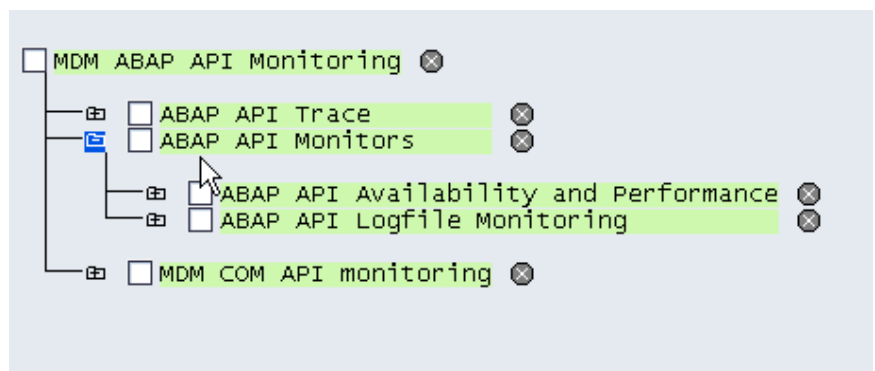 MDM ABAP API Monitoring
ABAP API Trace
ABAP API Monitors
ABAP API Availability and Performance
ABAP API Logfile Monitoring
MDM COM API monitoring